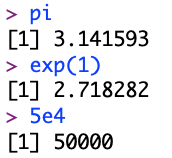 > pi
[1] 3.141593
> exp(1)
[1] 2.718282
> 5e4
[1] 50000